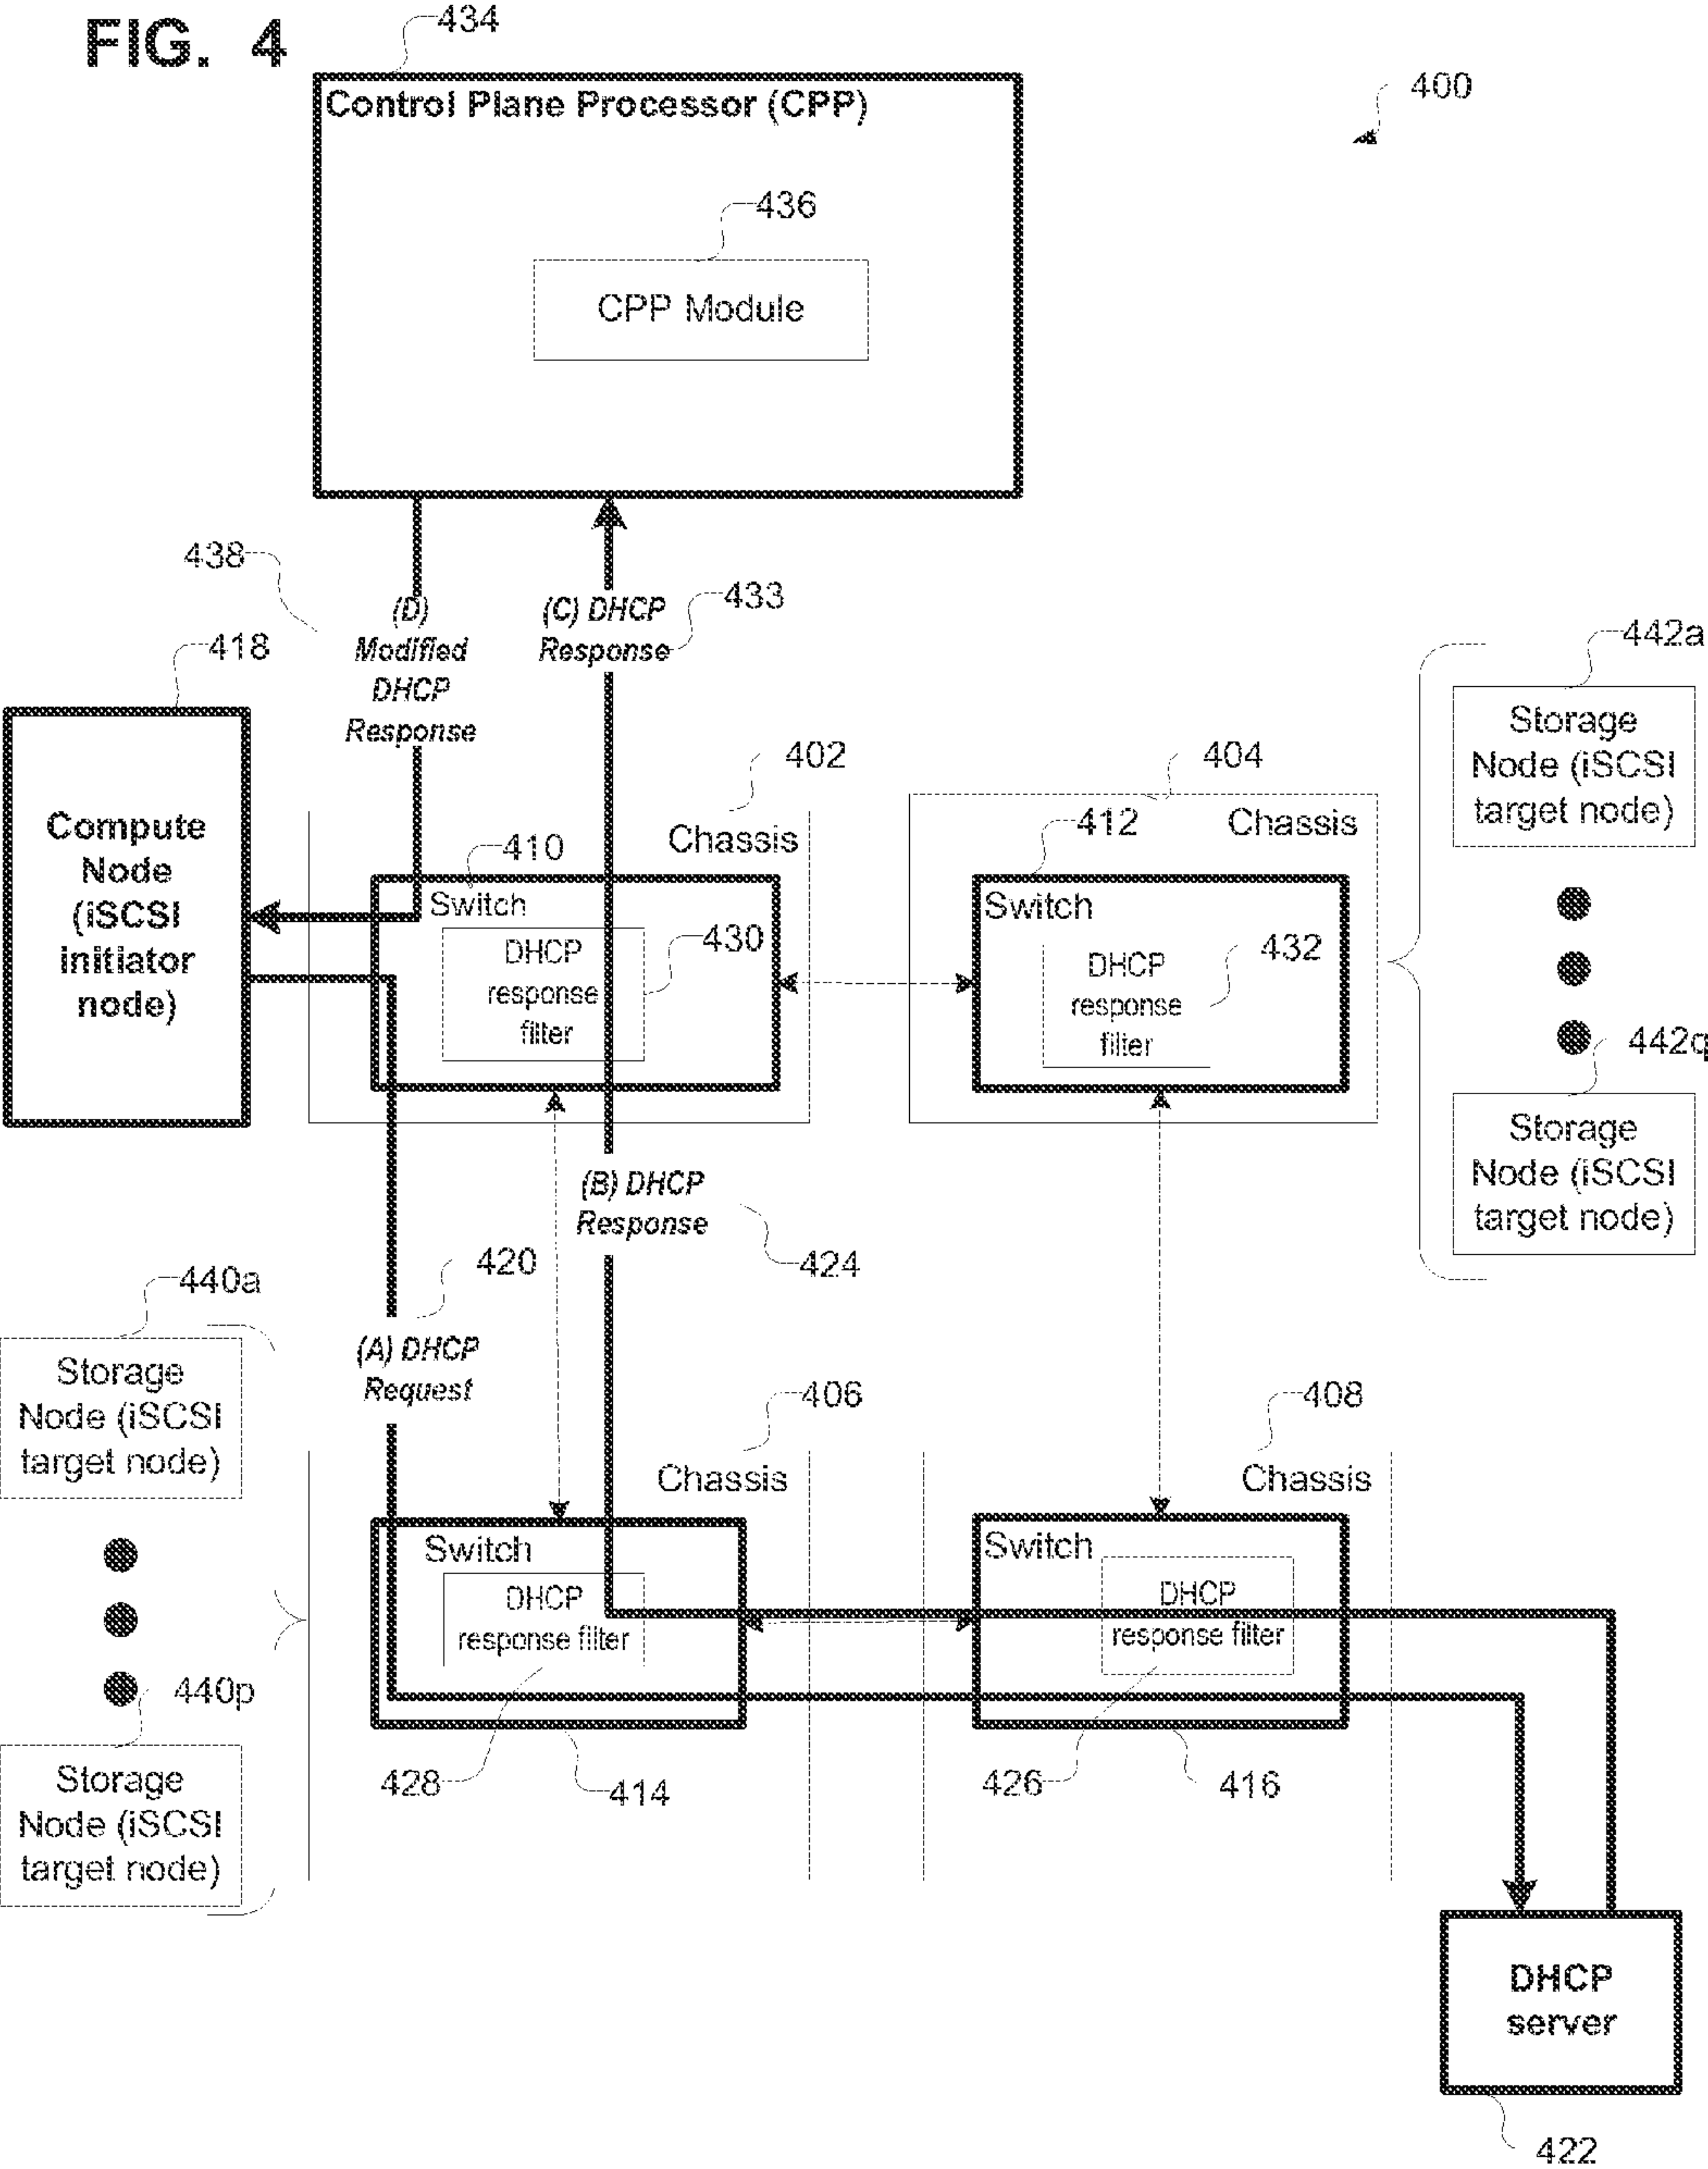 FIG. 4
434
400
Control Plane Processor (CPP)
436
CPP Module
438
433
(D)
Modified
DHCP
Response
(C) DHCP
Response
418
Compute
Node
(iSCSI
initiator
node)
402
Chassis
410
Switch
DHCP
response
filter
430
404
Chassis
412
Switch
DHCP
response
filter
432
442a
Storage
Node (iSCSI
target node)
442q
Storage
Node (iSCSI
target node)
(B) DHCP
Response
424
420
(A) DHCP
Request
440a
Storage
Node (iSCSI
target node)
440p
Storage
Node (iSCSI
target node)
406
Chassis
Switch
DHCP
response filter
428
414
408
Chassis
Switch
DHCP
response filter
426
416
DHCP
server
422